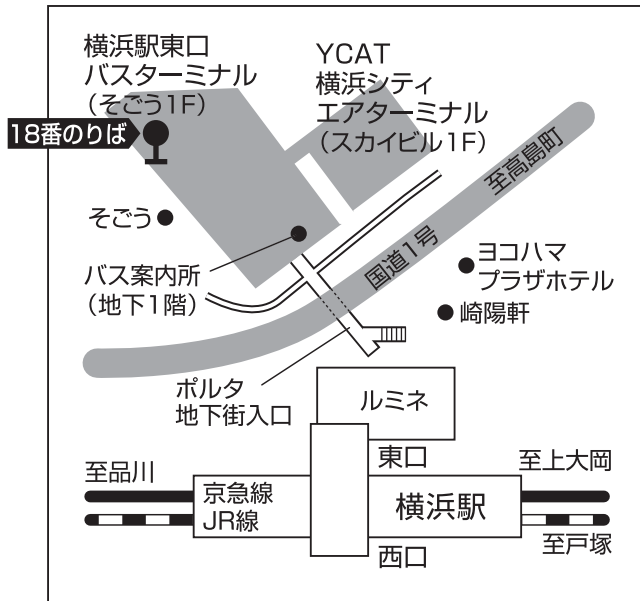 横浜駅東口
バスターミナル
（そごう1F）
18番のりば
YCAT
横浜シティ
エアターミナル
（スカイビル1F）
至高島町
国道1号
そごう
バス案内所
（地下1階）
ヨコハマ
プラザホテル
崎陽軒
ポルタ
地下街入口
ルミネ
東口
至品川
至上大岡
京急線
JR線
横浜駅
至戸塚
西口